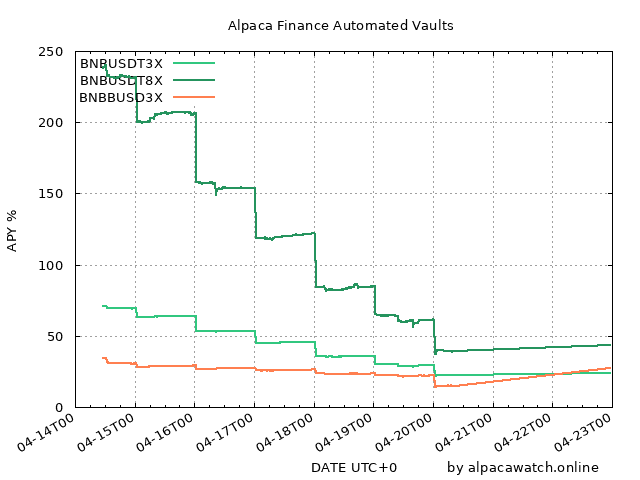 Alpaca Finance Automated Vaults
250
200
150
100
50
0
APY %
BNBUSDT3X
BNBUSDT8X
BNBBUSD3X
04-14T00
04-15T00
04-16T00
04-17T00
04-18T00
04-19T00
04-20T00
04-21T00
04-22T00
04-23T00
DATE UTC+0
by alpacawatch.online